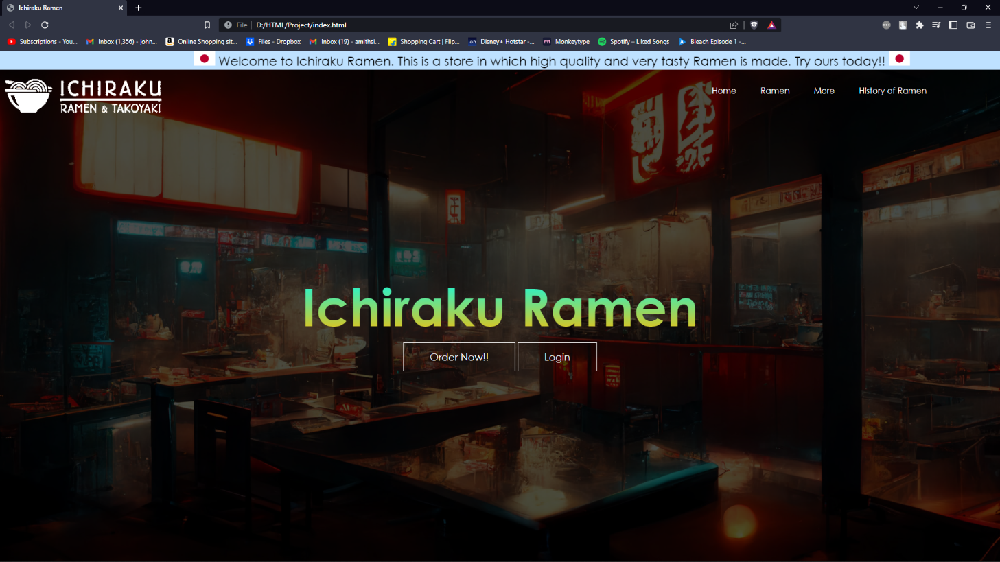 Ichiraku Ramen
File
D:/HTML/Project/index.html
Subscriptions - You...
Inbox (1,356) - john...
Online Shopping sit...
Files - Dropbox
Inbox (19) - amithsi...
Shopping Cart | Flip...
Disney+ Hotstar -...
Monkeytype
Spotify – Liked Songs
Bleach Episode 1 -...
Welcome to Ichiraku Ramen. This is a store in which high quality and very tasty Ramen is made. Try ours today!!
ICHIRAKU
RAMEN & TAKOYAKI
Home Ramen More History of Ramen
Ichiraku Ramen
Order Now!! Login